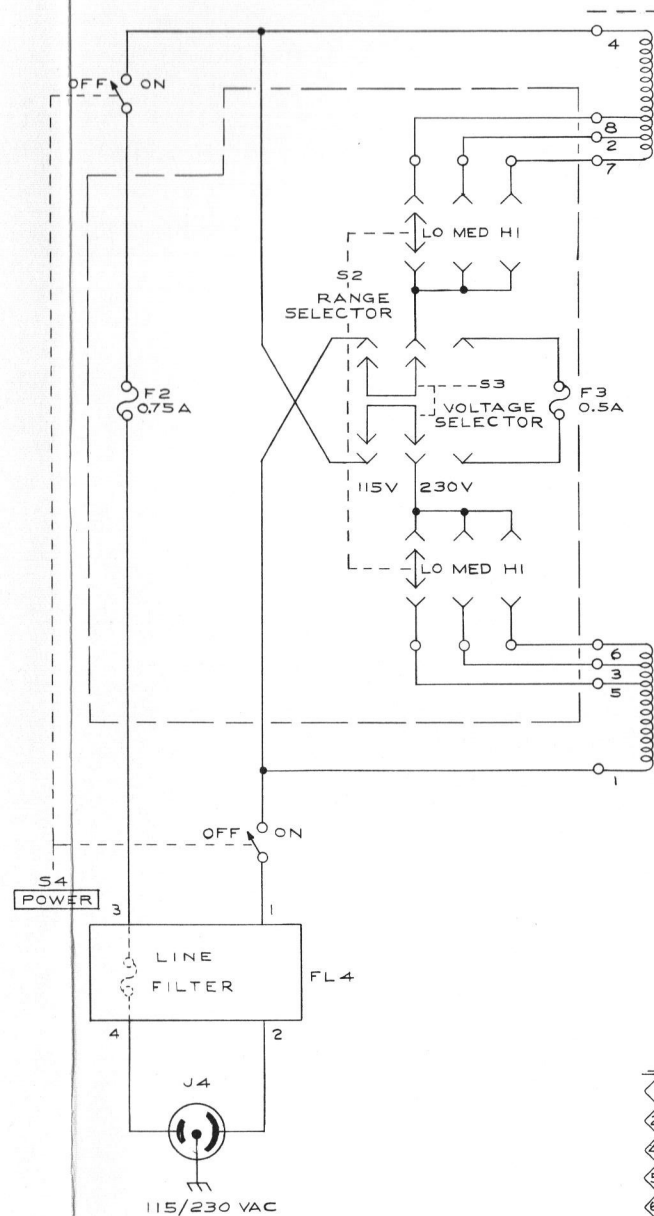 4
OFF ON
8
2
7
LO MED HI
S2
RANGE
SELECTOR
S3
F2
0.75A
VOLTAGE
SELECTOR
F3
0.5A
115V 230V
LO MED HI
6
3
5
1
OFF ON
S4
POWER
3 1
LINE
FILTER
FL4
4 2
J4
115/230 VAC